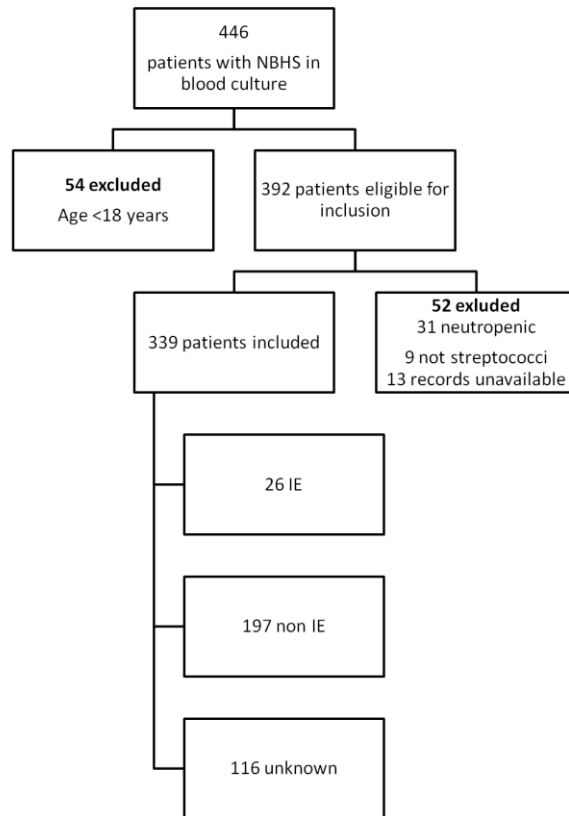 446
patients with NBHS in
blood culture
54 excluded
Age <18 years
392 patients eligible for
inclusion
339 patients included
52 exluded
31 neutropenic
9 not streptococci
13 records unavailable
26 IE
197 non IE
116 unknown